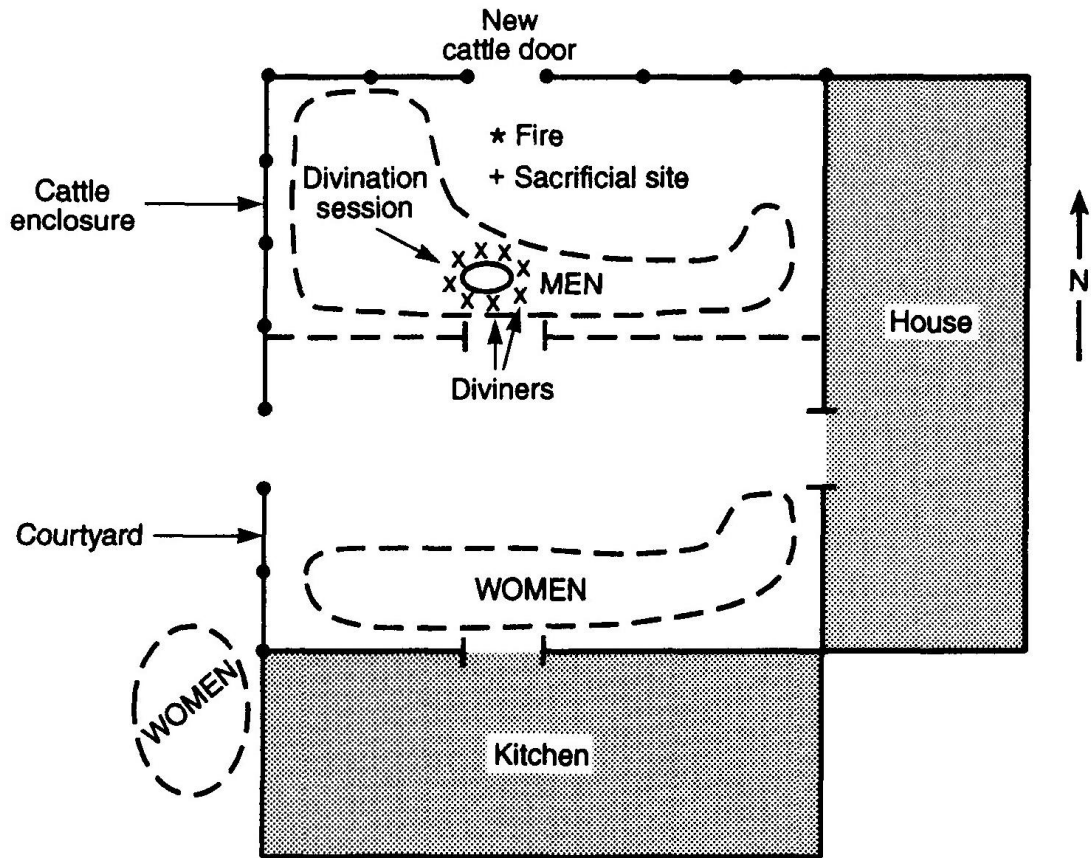 New
cattle door
* Fire
+ Sacrificial site
Divination
session
Cattle
enclosure
x x x x x x x x x
MEN
N
House
Diviners
Courtyard
WOMEN
WOMEN
Kitchen